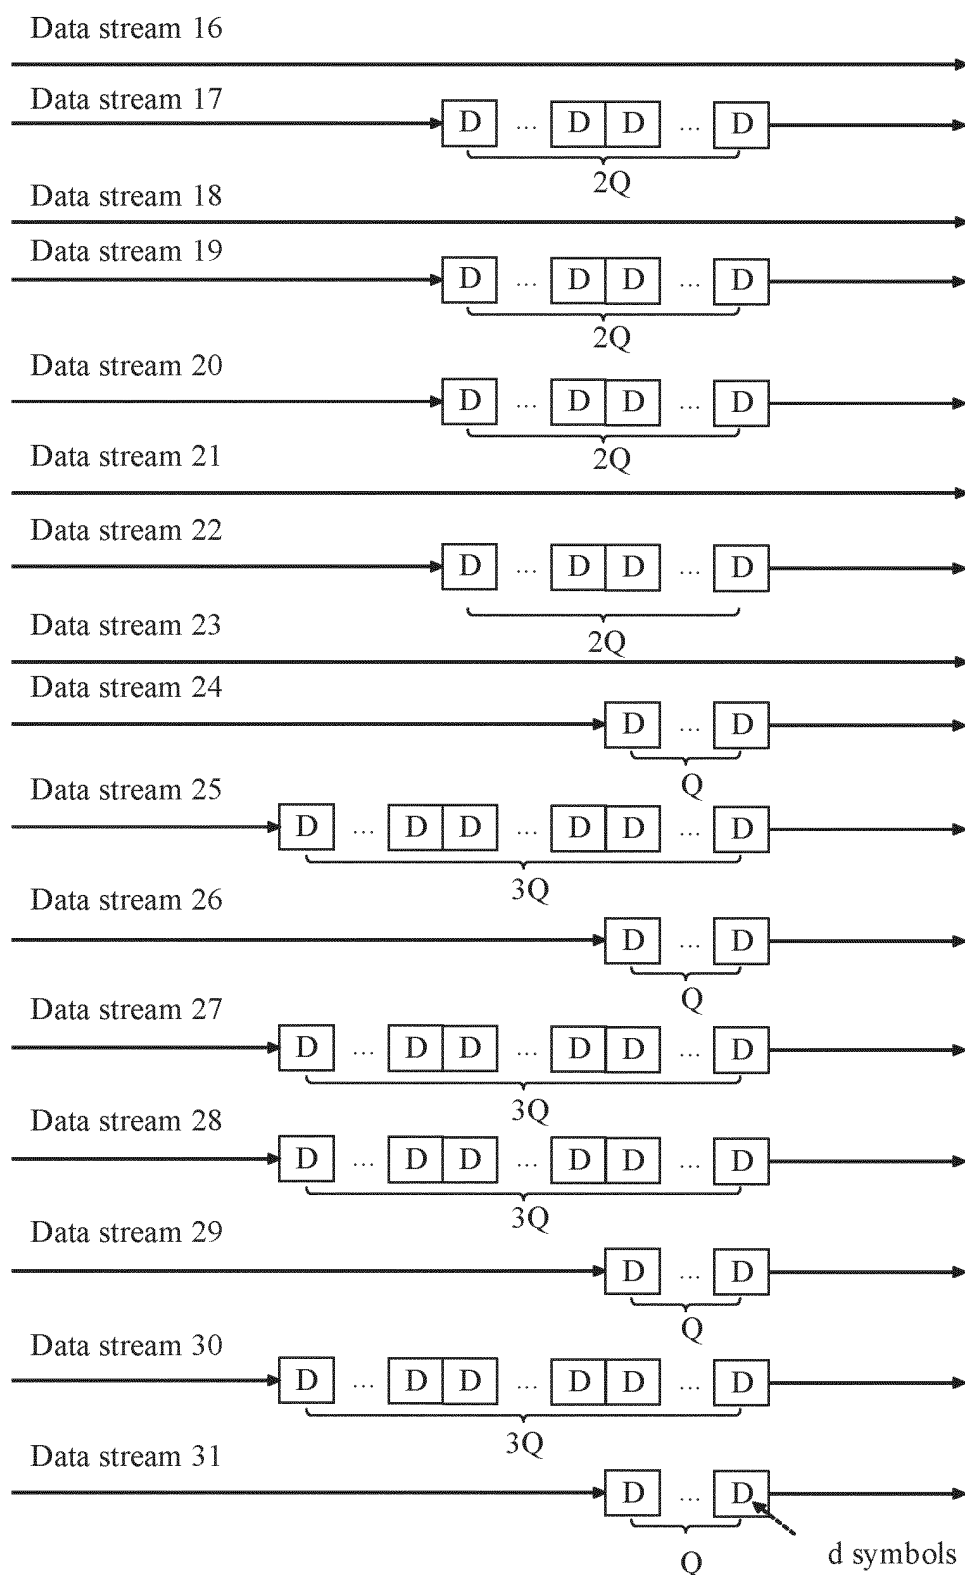 Data stream 16
Data stream 17
D ... D D ... D
2Q
Data stream 18
Data stream 19
D ... D D ... D
2Q
Data stream 20
D ... D D ... D
2Q
Data stream 21
Data stream 22
D ... D D ... D
2Q
Data stream 23
Data stream 24
D ... D
Q
Data stream 25
D ... D D ... D D ... D
3Q
Data stream 26
D ... D
Q
Data stream 27
D ... D D ... D D ... D
3Q
Data stream 28
D ... D D ... D D ... D
3Q
Data stream 29
D ... D
Q
Data stream 30
D ... D D ... D D ... D
3Q
Data stream 31
D ... D
Q
d symbols